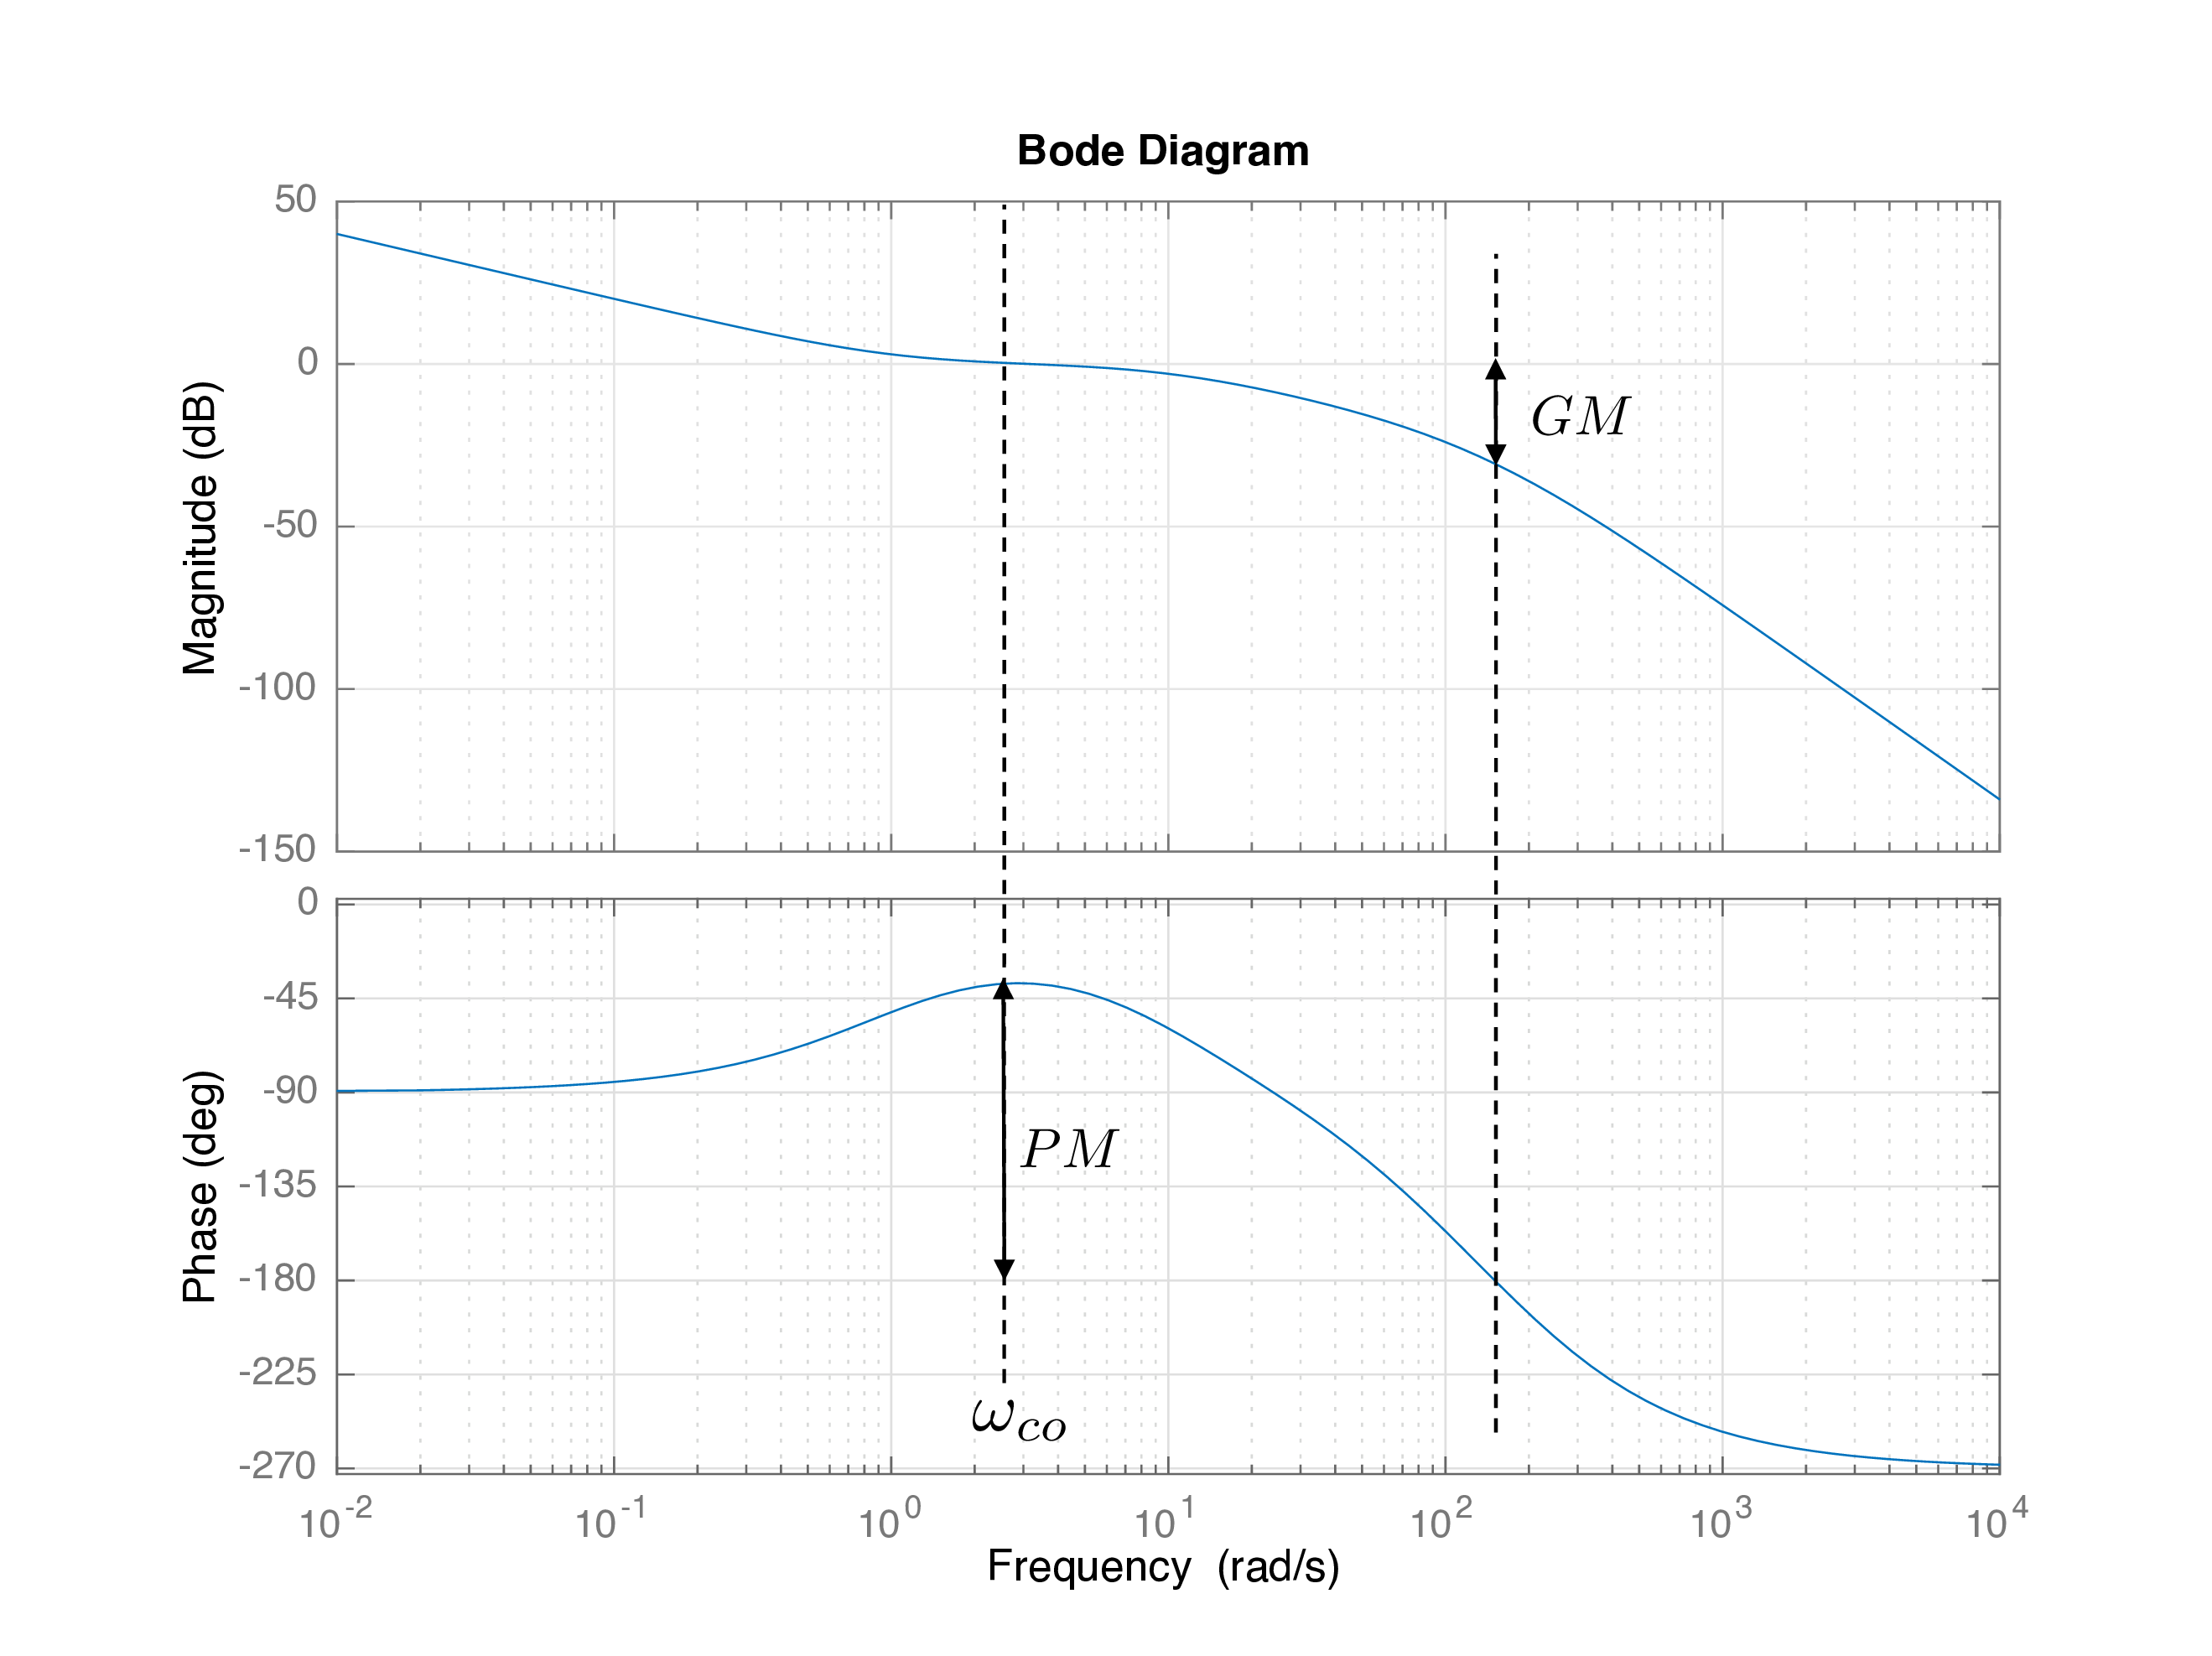 Bode Diagram
50
0
-50
-100
-150
Magnitude (dB)
GM
0
-45
-90
-135
-180
-225
-270
Phase (deg)
PM
ω_co
10^-2 10^-1 10^0 10^1 10^2 10^3 10^4
Frequency (rad/s)